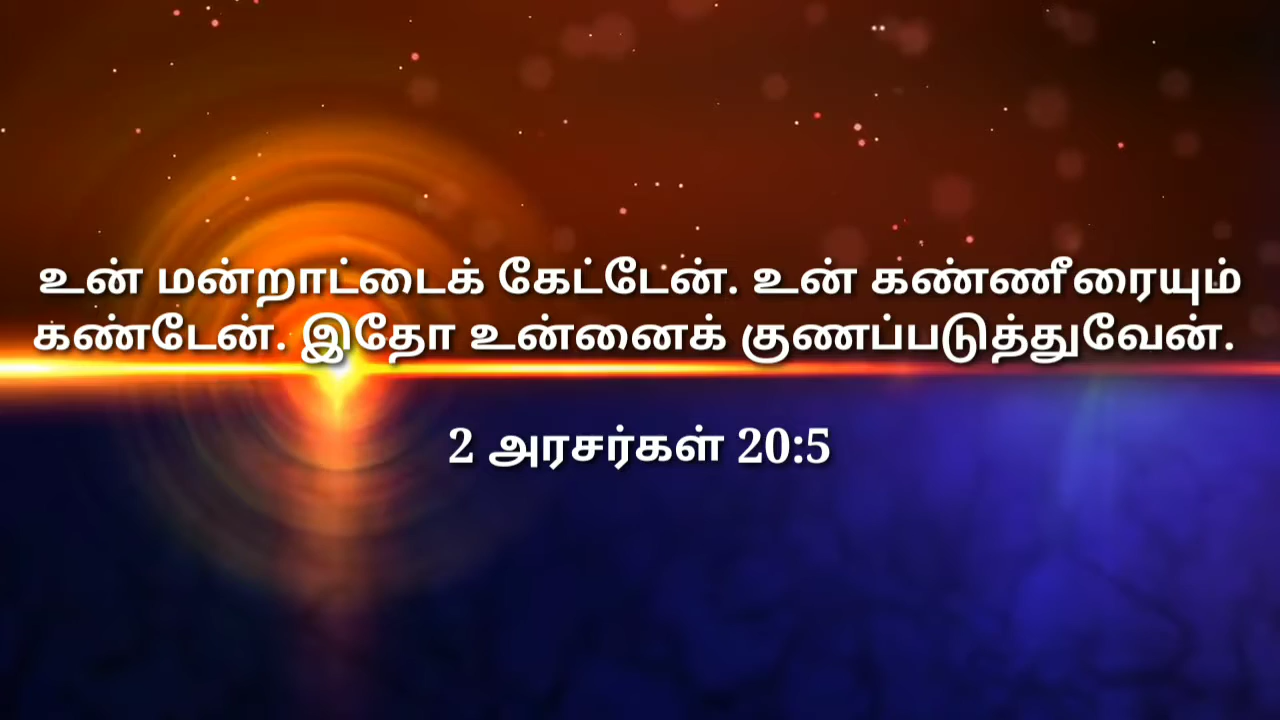 உன் மன்றாட்டைக் கேட்டேன். உன் கண்ணீரையும்
கண்டேன். இதோ உன்னைக் குணப்படுத்துவேன்.
2 அரசர்கள் 20:5